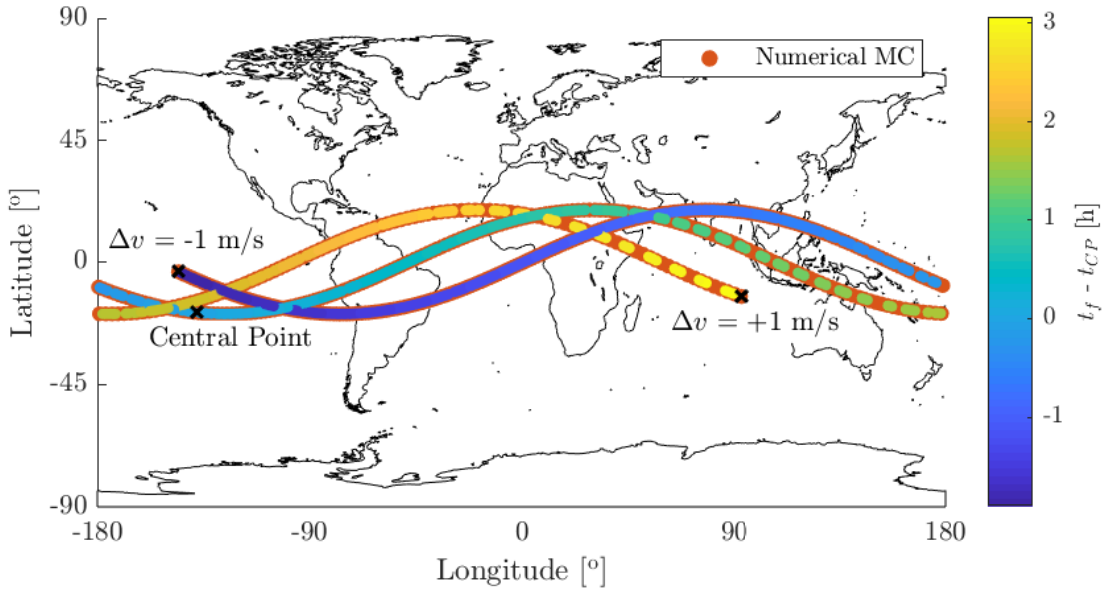 90
45
0
-45
-90
Latitude [°]
-180
-90
0
90
180
Longitude [°]
Numerical MC
Δv = -1 m/s
Central Point
Δv = +1 m/s
3
2
1
0
-1
t_f - t_CP [h]